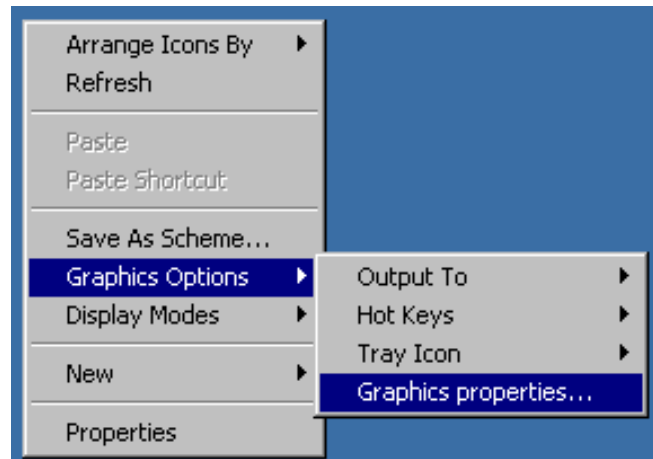 Arrange Icons By
Refresh
Paste
Paste Shortcut
Save As Scheme...
Graphics Options
Display Modes
New
Properties
Output To
Hot Keys
Tray Icon
Graphics properties...